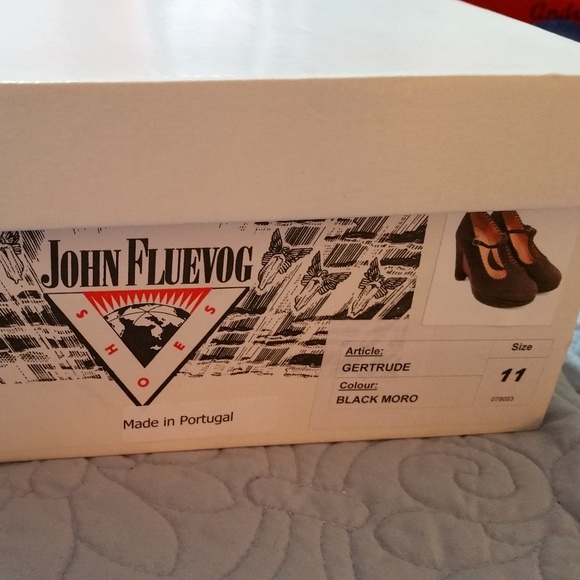 JOHN FLUEVOG
SHOES
Made in Portugal
Article:
GERTRUDE
Colour:
BLACK MORO
Size
11